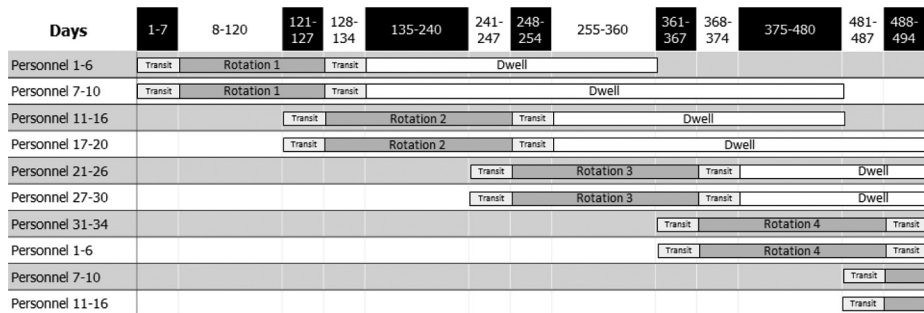 Days 1-7 8-120 121-127 128-134 135-240 241-247 248-254 255-360 361-367 368-374 375-480 481-487 488-494
Personnel 1-6 Transit Rotation 1 Transit Dwell
Personnel 7-10 Transit Rotation 1 Transit Dwell
Personnel 11-16 Transit Rotation 2 Transit Dwell
Personnel 17-20 Transit Rotation 2 Transit Dwell
Personnel 21-26 Transit Rotation 3 Transit Dwell
Personnel 27-30 Transit Rotation 3 Transit Dwell
Personnel 31-34 Transit Rotation 4 Transit
Personnel 1-6 Transit Rotation 4 Transit
Personnel 7-10 Transit
Personnel 11-16 Transit